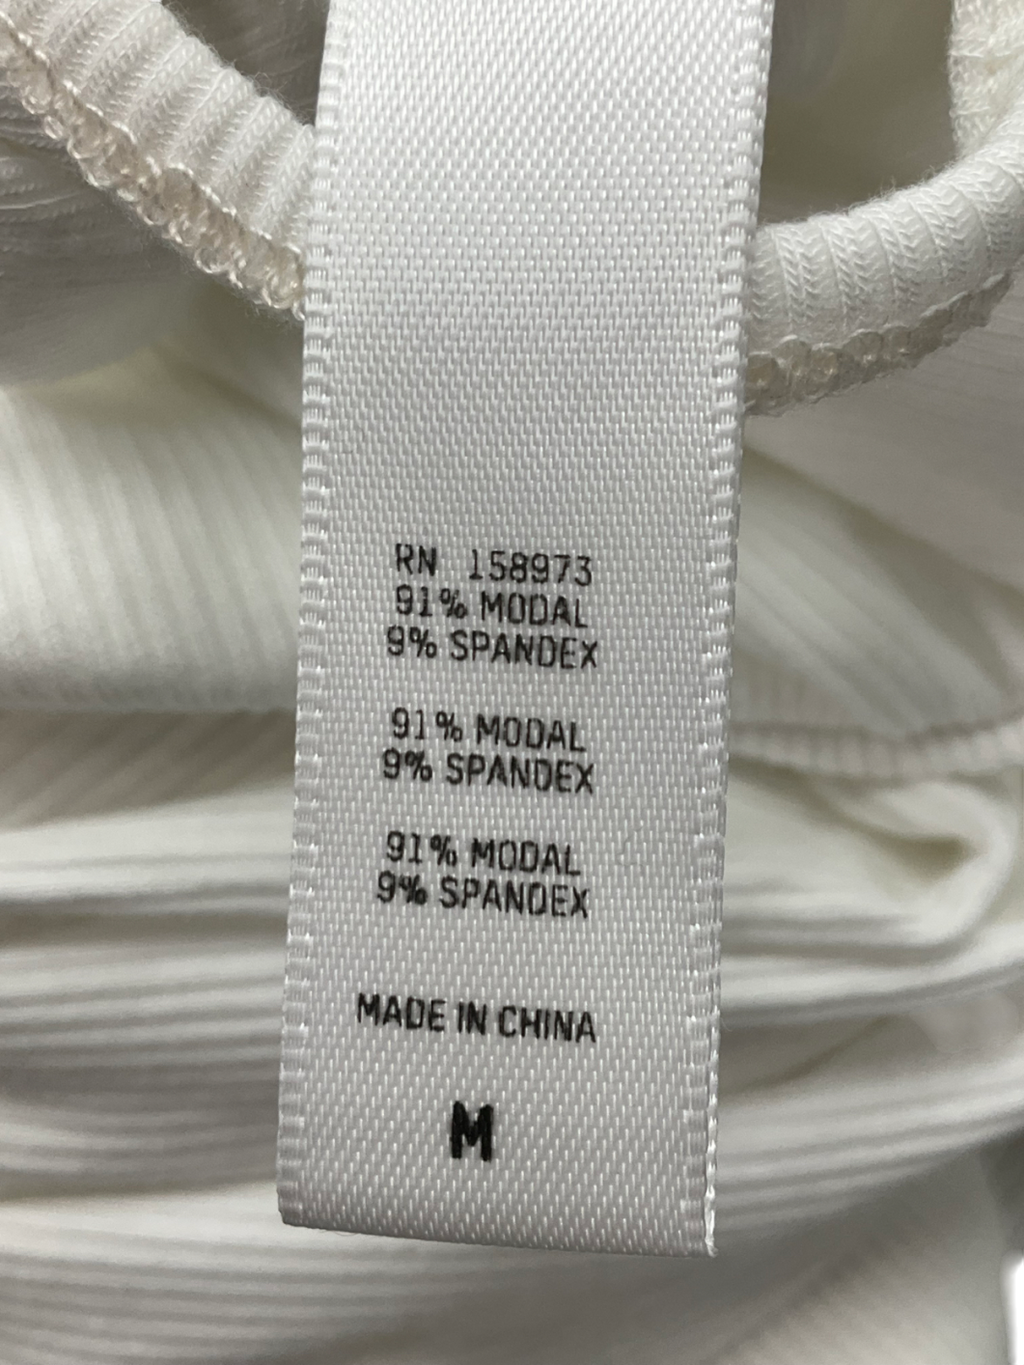 RN 158973
91% MODAL
9% SPANDEX
91% MODAL
9% SPANDEX
91% MODAL
9% SPANDEX
MADE IN CHINA
M